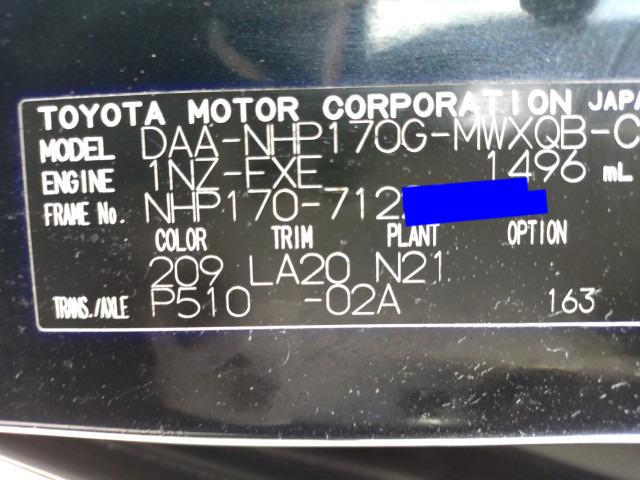 TOYOTA MOTOR CORPORATION JAPA
MODEL DAA-NHP170G-MWXQB-C
ENGINE 1NZ-FXE 1496 mL
FRAME No. NHP170-712
COLOR TRIM PLANT OPTION
209 LA20 N21
TRANS./AXLE P510 -02A 163